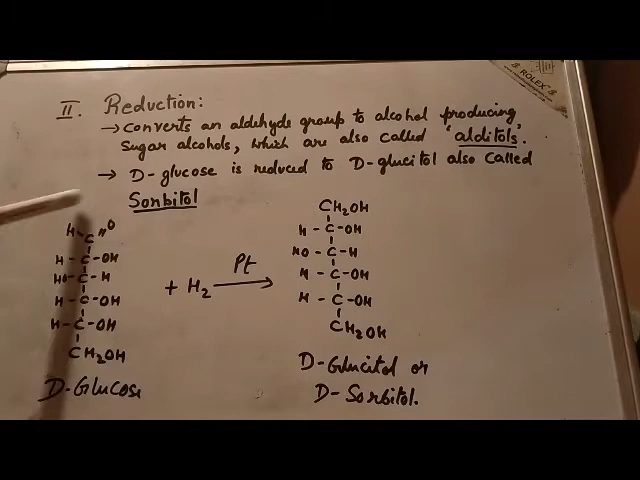 II. Reduction:
→ Converts an aldehyde group to alcohol producing
sugar alcohols, which are also called 'alditols'.
→ D-glucose is reduced to D-glucitol also called
Sorbitol
H C = O
H - C - OH
HO - C - H
H - C - OH
H - C - OH
CH2OH
D-Glucose
+ H2 Pt →
CH2OH
H - C - OH
HO - C - H
H - C - OH
H - C - OH
CH2OH
D-Glucitol or
D-Sorbitol.
ROLEX